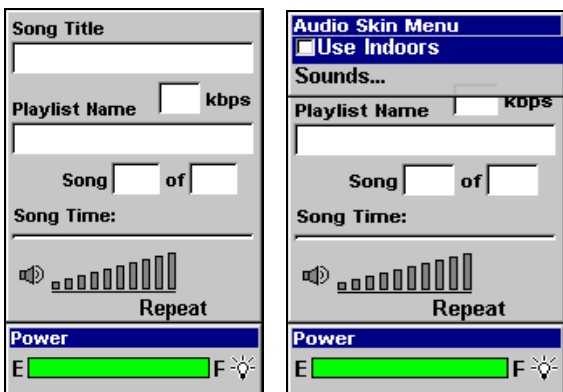 Song Title
kbps
Playlist Name
Song of
Song Time:
Repeat
Power
E F
Audio Skin Menu
Use Indoors
Sounds...
kbps
Playlist Name
Song of
Song Time:
Repeat
Power
E F